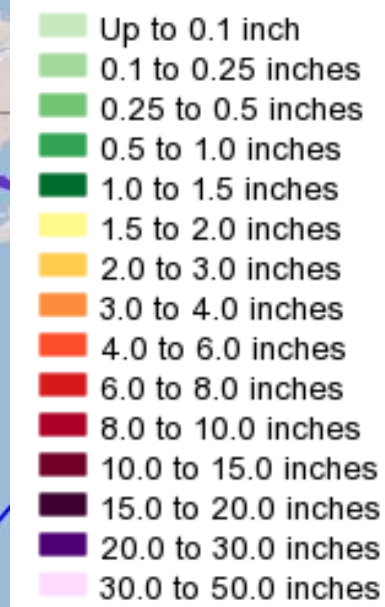 Up to 0.1 inch
0.1 to 0.25 inches
0.25 to 0.5 inches
0.5 to 1.0 inches
1.0 to 1.5 inches
1.5 to 2.0 inches
2.0 to 3.0 inches
3.0 to 4.0 inches
4.0 to 6.0 inches
6.0 to 8.0 inches
8.0 to 10.0 inches
10.0 to 15.0 inches
15.0 to 20.0 inches
20.0 to 30.0 inches
30.0 to 50.0 inches